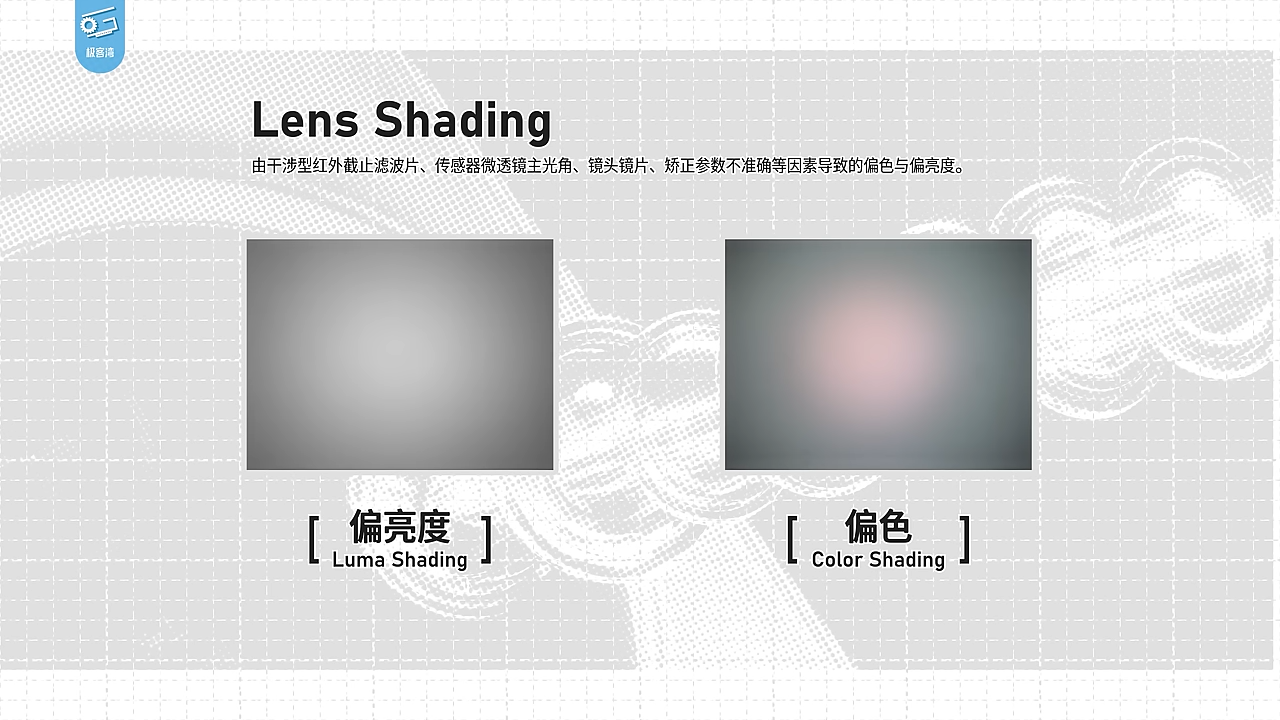 极客湾
Lens Shading
由干涉型红外截止滤波片、传感器微透镜主光角、镜头镜片、矫正参数不准确等因素导致的偏色与偏亮度。
[ 偏亮度 ]
Luma Shading
[ 偏色 ]
Color Shading